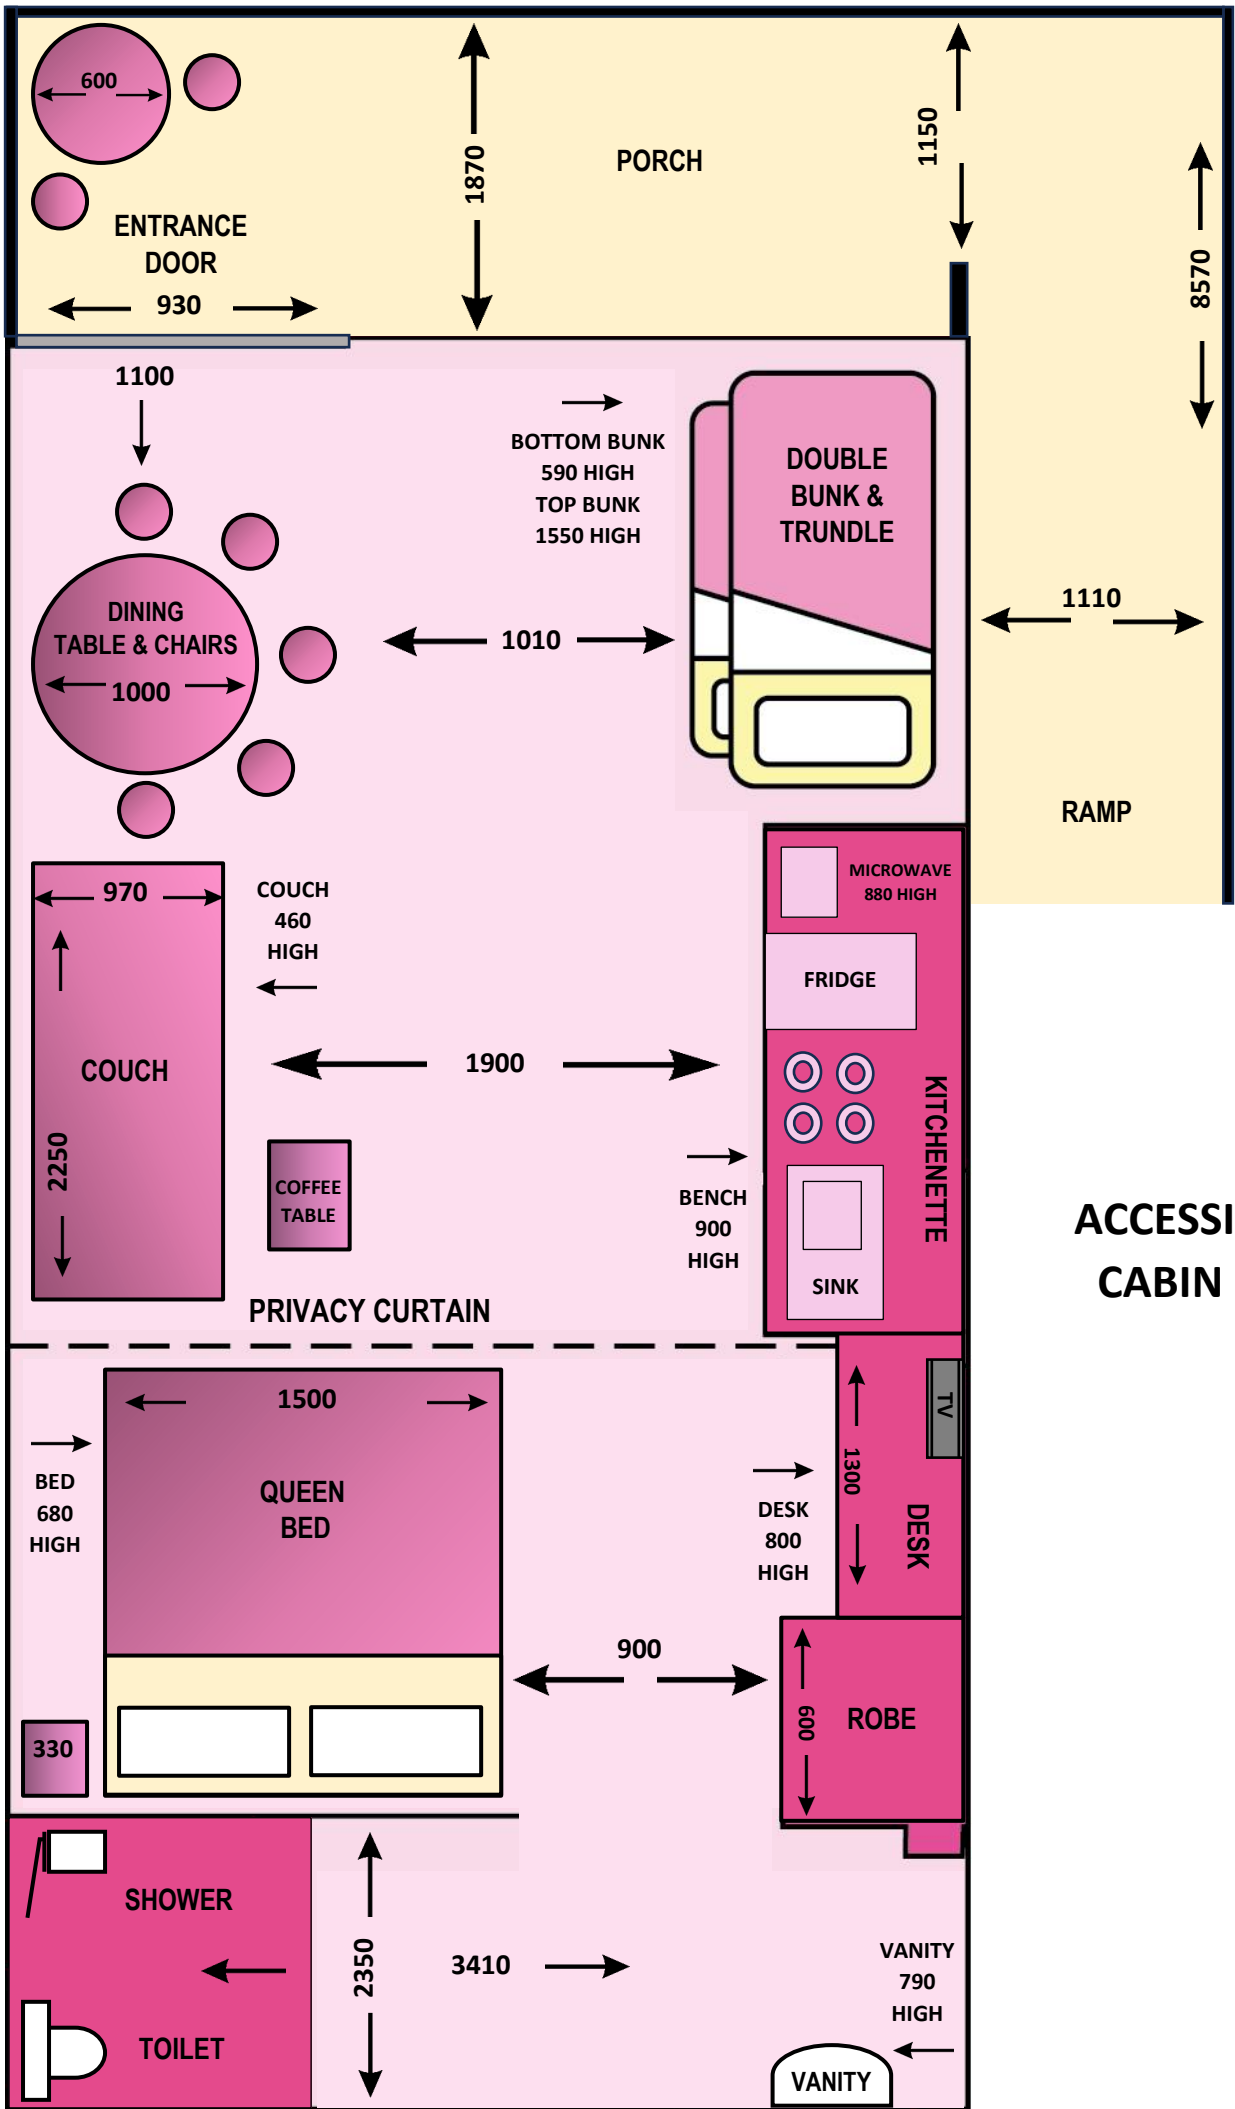 600
1870
PORCH
1150
8570
ENTRANCE
DOOR
930
1100
BOTTOM BUNK
590 HIGH
TOP BUNK
1550 HIGH
DOUBLE
BUNK &
TRUNDLE
DINING
TABLE & CHAIRS
1000
1010
1110
RAMP
970
COUCH
460
HIGH
COUCH
2250
1900
MICROWAVE
880 HIGH
FRIDGE
KITCHENETTE
COFFEE
TABLE
BENCH
900
HIGH
SINK
ACCESSI
CABIN
PRIVACY CURTAIN
1500
BED
680
HIGH
QUEEN
BED
TV
1300
DESK
800
HIGH
DESK
900
600
ROBE
330
SHOWER
2350
3410
TOILET
VANITY
790
HIGH
VANITY